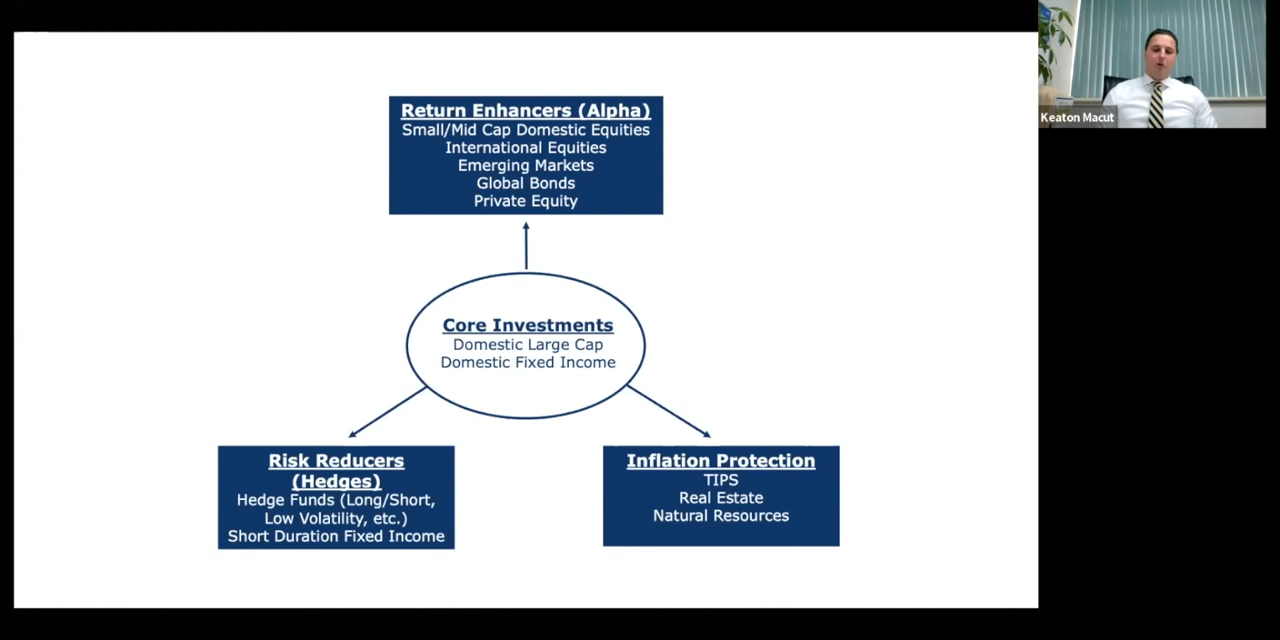 Return Enhancers (Alpha)
Small/Mid Cap Domestic Equities
International Equities
Emerging Markets
Global Bonds
Private Equity
Keaton Macut
Core Investments
Domestic Large Cap
Domestic Fixed Income
Risk Reducers
(Hedges)
Hedge Funds (Long/Short,
Low Volatility, etc.)
Short Duration Fixed Income
Inflation Protection
TIPS
Real Estate
Natural Resources